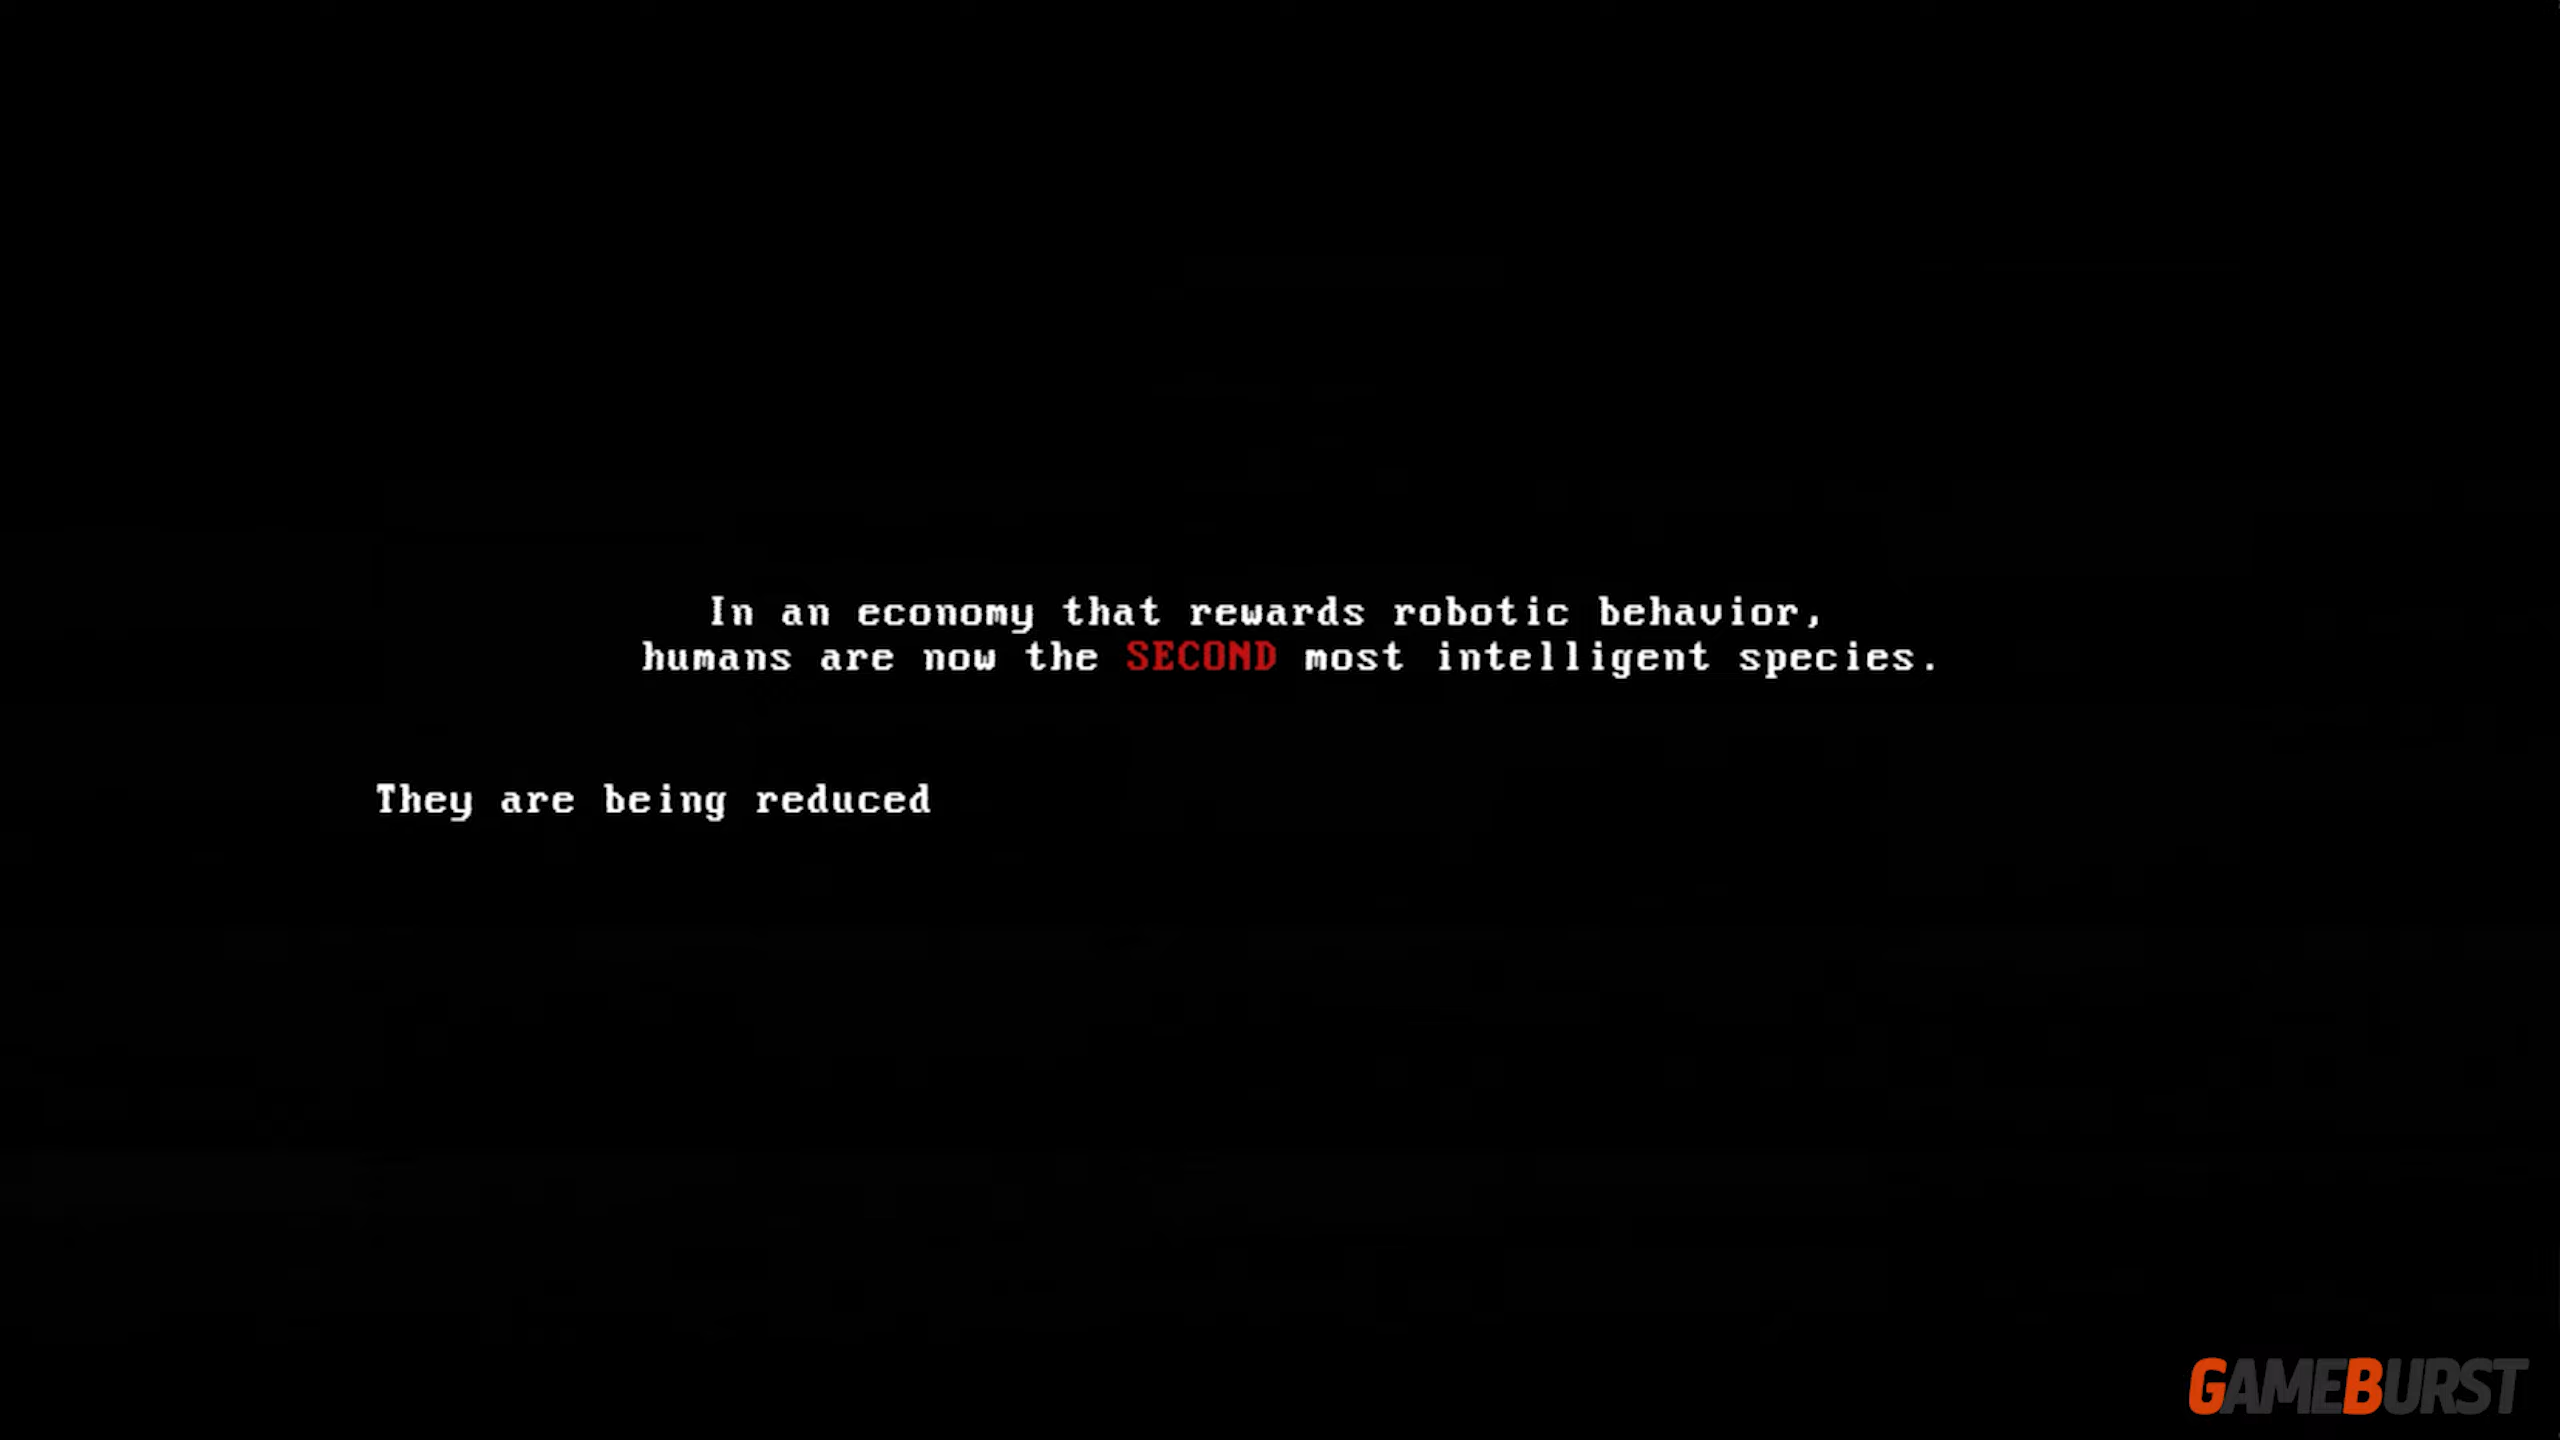 In an economy that rewards robotic behavior,
humans are now the SECOND most intelligent species.
They are being reduced
GAMEBURST